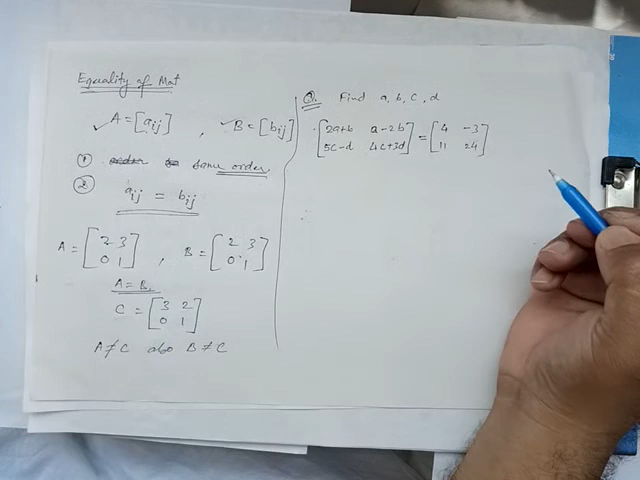 Equality of Mat
A = [aij] , B = [bij]
① order same order.
② aij = bij
A = [2 3
0 1] , B = [2 3
0 1]
A = B.
C = [3 2
0 1]
A ≠ C also B ≠ C
Q. Find a, b, c, d
[2a+b a-2b
5c-d 4c+3d] = [4 -3
11 24]